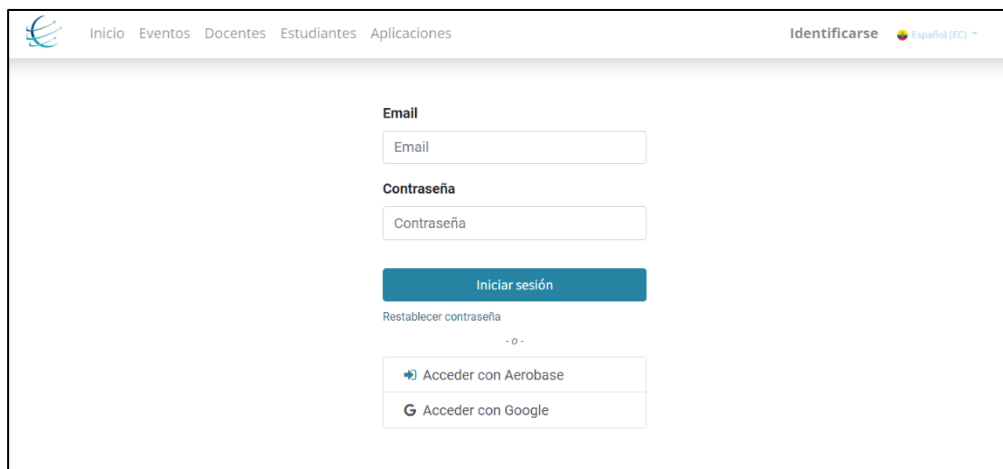 Inicio Eventos Docentes Estudiantes Aplicaciones Identificarse Español (EC)
Email
Email
Contraseña
Contraseña
Iniciar sesión
Restablecer contraseña
- o -
Acceder con Aerobase
G Acceder con Google